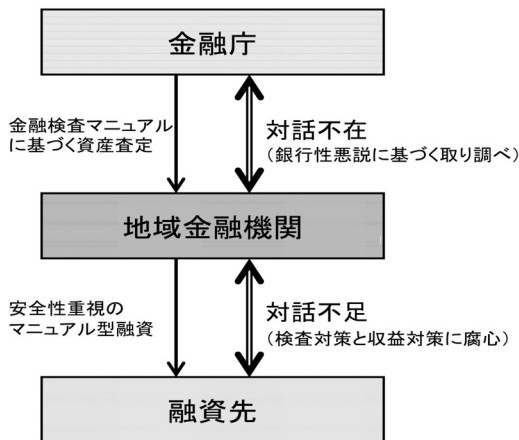 金融庁
金融検査マニュアル
に基づく資産査定
対話不在
（銀行性悪説に基づく取り調べ）
地域金融機関
安全性重視の
マニュアル型融資
対話不足
（検査対策と収益対策に腐心）
融資先